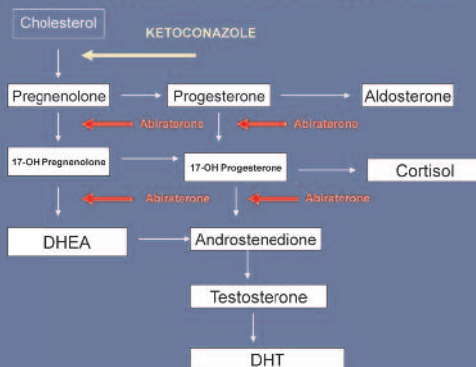 Cholesterol
KETOCONAZOLE
Pregnenolone
Progesterone
Aldosterone
Abiraterone
Abiraterone
17-OH Pregnenolone
17-OH Progesterone
Cortisol
Abiraterone
Abiraterone
DHEA
Androstenedione
Testosterone
DHT